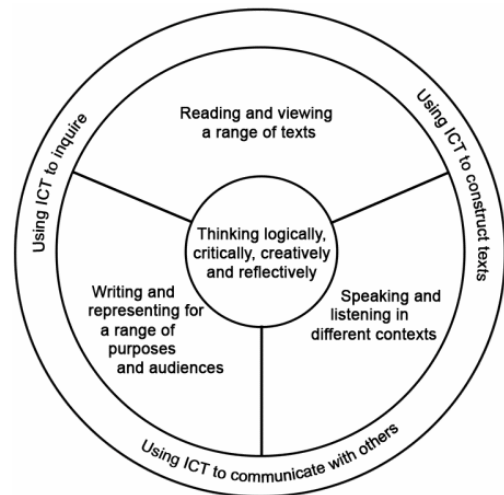 Using ICT to inquire
Using ICT to construct texts
Reading and viewing
a range of texts
Thinking logically,
critically, creatively
and reflectively
Writing and
representing for
a range of
purposes
and audiences
Speaking and
listening in
different contexts
Using ICT to communicate with others